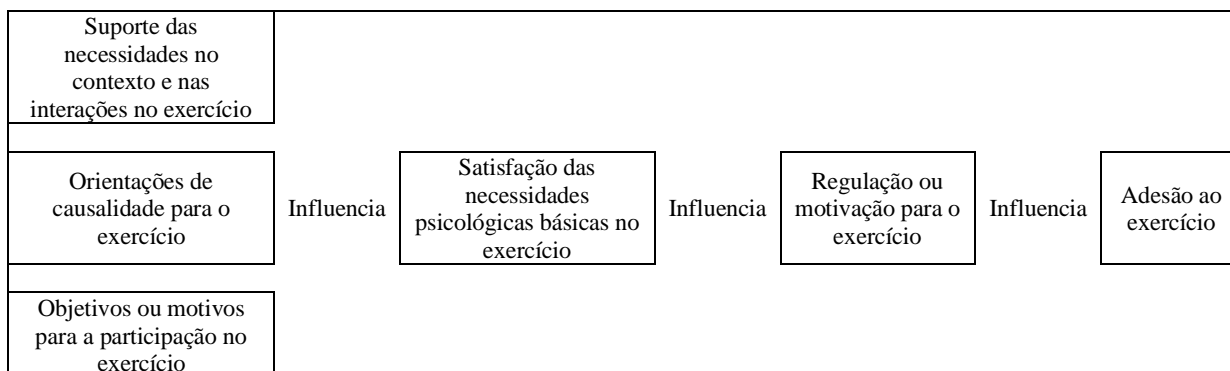 Suporte das
necessidades no
contexto e nas
interações no exercício
Orientações de
causalidade para o
exercício
Influencia
Satisfação das
necessidades
psicológicas básicas no
exercício
Influencia
Regulação ou
motivação para o
exercício
Influencia
Adesão ao
exercício
Objetivos ou motivos
para a participação no
exercício